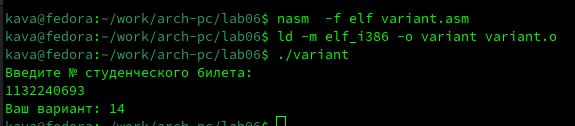 kava@fedora:~/work/arch-pc/lab06$ nasm  -f elf variant.asm
kava@fedora:~/work/arch-pc/lab06$ ld -m elf_i386 -o variant variant.o
kava@fedora:~/work/arch-pc/lab06$ ./variant
Введите № студенческого билета:
1132240693
Ваш вариант: 14
kava@fedora:~/work/arch-pc/lab06$